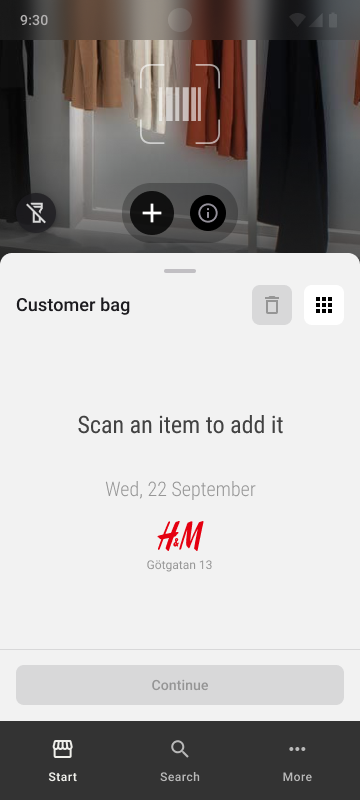 9:30
Customer bag
Scan an item to add it
Wed, 22 September
H&M
Götgatan 13
Continue
Start
Search
More